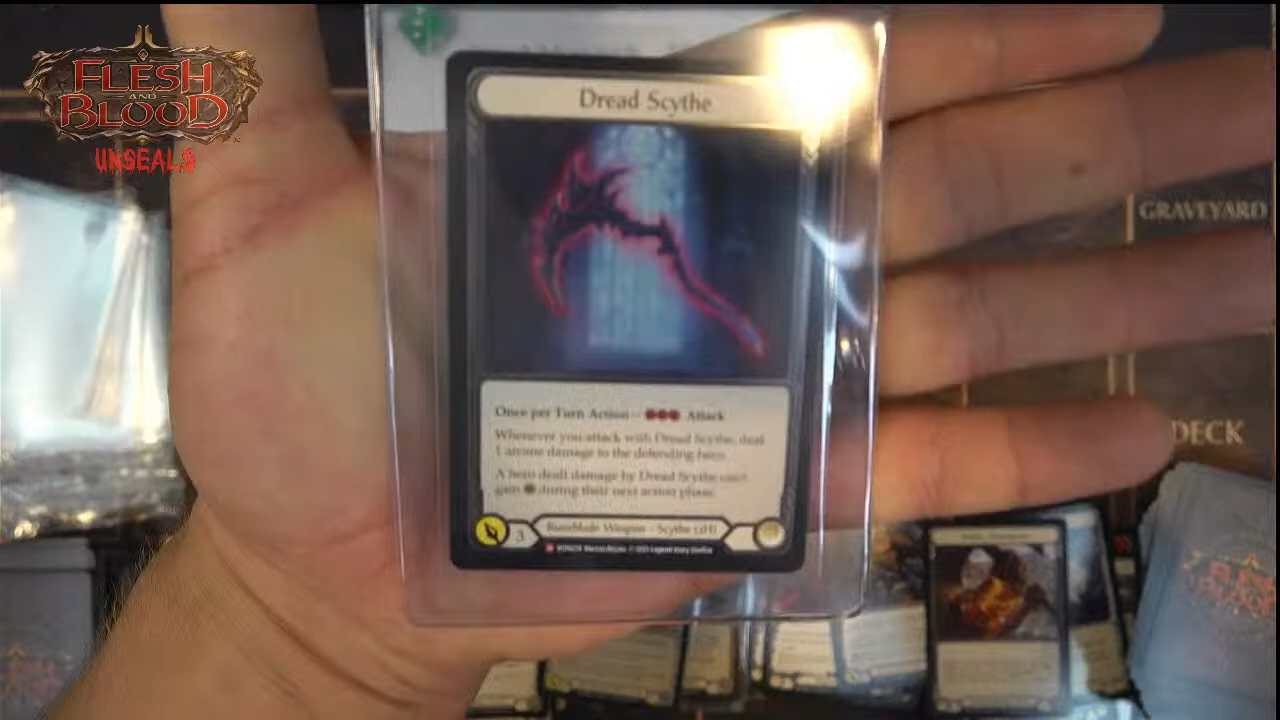 FLESH
AND
BLOOD
UNSEALS
Dread Scythe
GRAVEYARD
DECK
Once per Turn Action – Attack
Whenever you attack with Dread Scythe, deal
1 arcane damage to the defending hero.
A hero dealt damage by Dread Scythe can't
gain during their next action phase.
3
Runeblade Weapon – Scythe (2H)